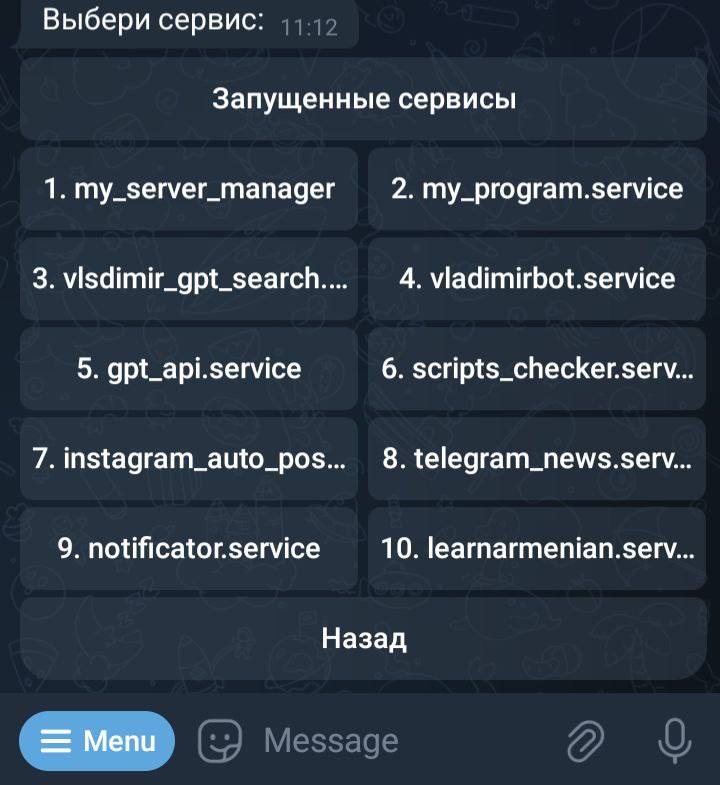 Выбери сервис: 11:12
Запущенные сервисы
1. my_server_manager
2. my_program.service
3. vlsdimir_gpt_search....
4. vladimirbot.service
5. gpt_api.service
6. scripts_checker.serv...
7. instagram_auto_pos...
8. telegram_news.serv...
9. notificator.service
10. learnarmenian.serv...
Назад
Menu Message